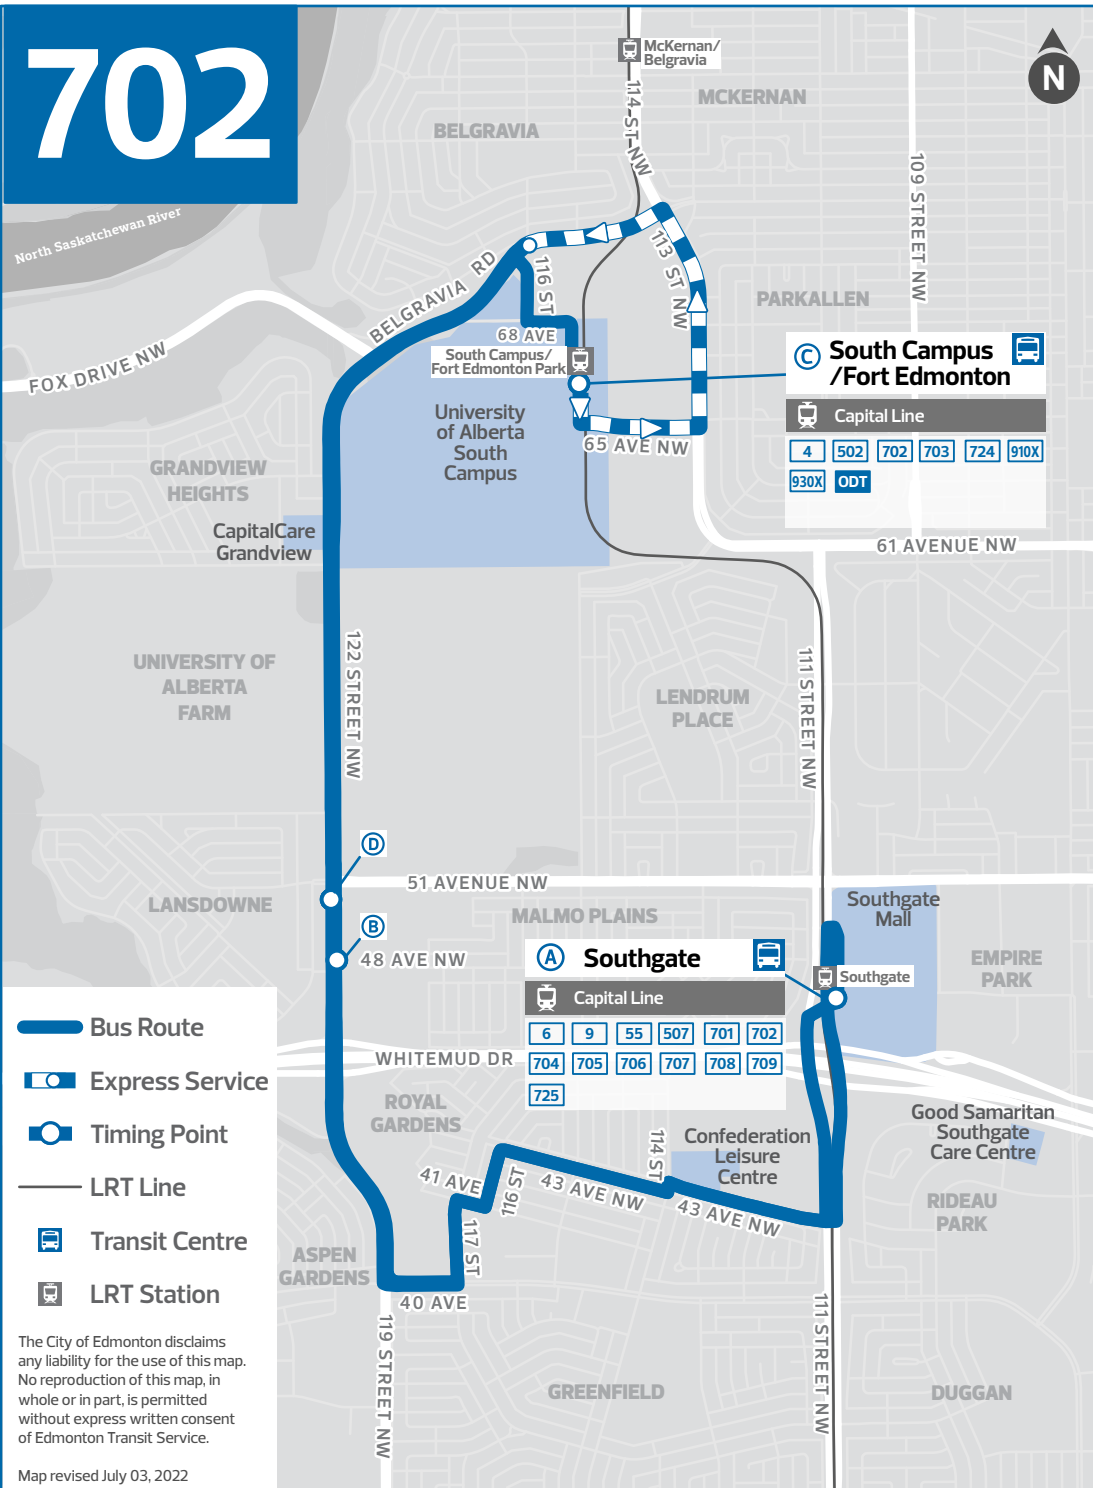 702
N
McKernan/
Belgravia
114 ST NW
MCKERNAN
BELGRAVIA
109 STREET NW
North Saskatchewan River
113 ST NW
BELGRAVIA RD
116 ST
PARKALLEN
68 AVE
FOX DRIVE NW
South Campus/
Fort Edmonton Park
C South Campus
/Fort Edmonton
Capital Line
4 502 702 703 724 910X
930X ODT
University
of Alberta
South
Campus
65 AVE NW
GRANDVIEW
HEIGHTS
CapitalCare
Grandview
61 AVENUE NW
122 STREET NW
UNIVERSITY OF
ALBERTA
FARM
111 STREET NW
LENDRUM
PLACE
D
51 AVENUE NW
LANSDOWNE
MALMO PLAINS
Southgate
Mall
B
48 AVE NW
A Southgate
Capital Line
6 9 55 507 701 702
704 705 706 707 708 709
725
Southgate
EMPIRE
PARK
WHITEMUD DR
ROYAL
GARDENS
Good Samaritan
Southgate
Care Centre
Confederation
Leisure
Centre
114 ST
41 AVE
116 ST
43 AVE NW
43 AVE NW
RIDEAU
PARK
117 ST
ASPEN
GARDENS
40 AVE
119 STREET NW
111 STREET NW
GREENFIELD
DUGGAN
Bus Route
Express Service
Timing Point
LRT Line
Transit Centre
LRT Station
The City of Edmonton disclaims
any liability for the use of this map.
No reproduction of this map, in
whole or in part, is permitted
without express written consent
of Edmonton Transit Service.
Map revised July 03, 2022